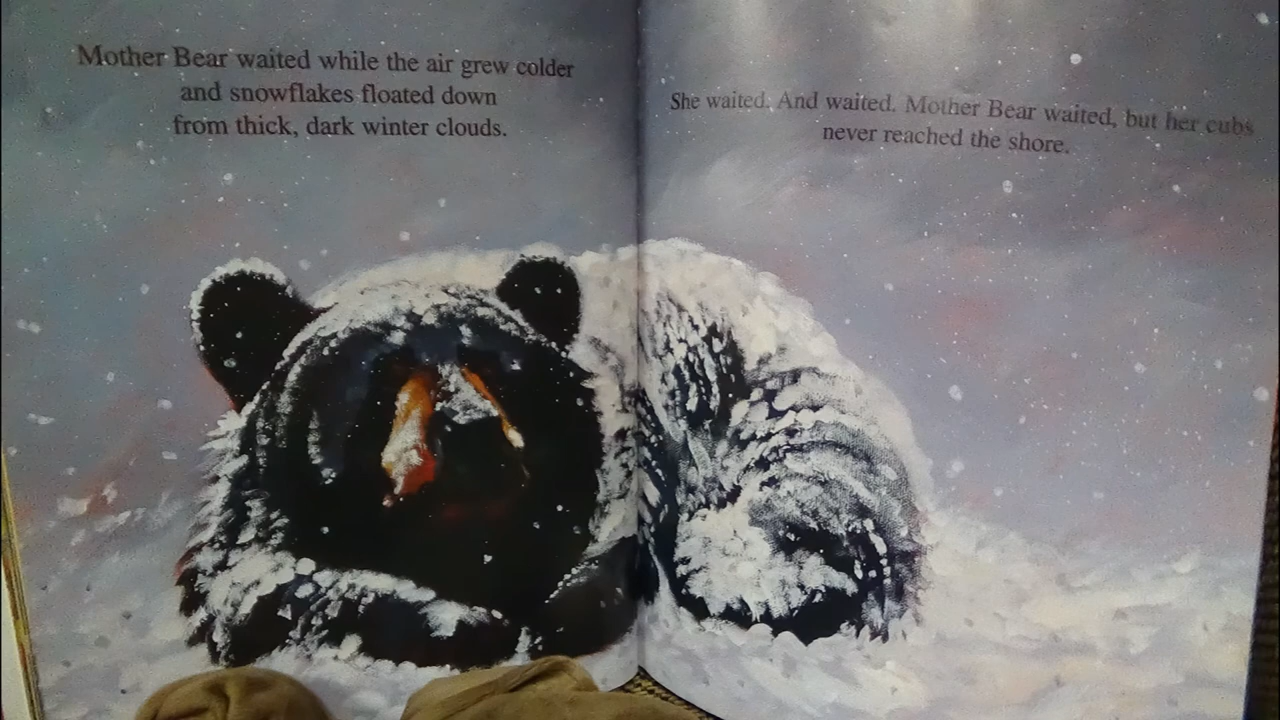 Mother Bear waited while the air grew colder
and snowflakes floated down
from thick, dark winter clouds.
She waited. And waited. Mother Bear waited, but her cubs
never reached the shore.